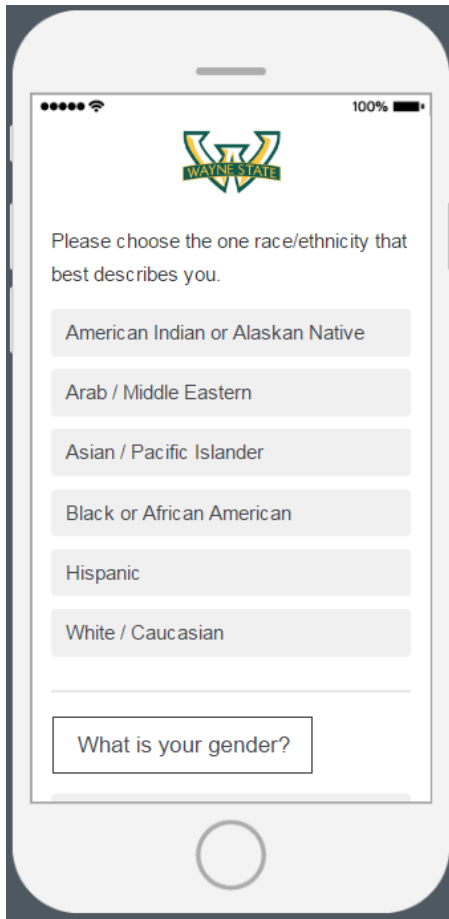 100%
WAYNE STATE
Please choose the one race/ethnicity that
best describes you.
American Indian or Alaskan Native
Arab / Middle Eastern
Asian / Pacific Islander
Black or African American
Hispanic
White / Caucasian
What is your gender?